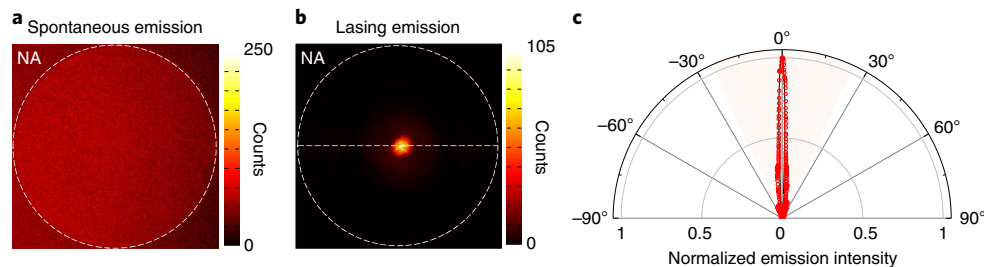 a Spontaneous emission
NA
250
Counts
0
b Lasing emission
NA
105
Counts
0
c
0°
−30° 30°
−60° 60°
−90° 90°
1 0.5 0 0.5 1
Normalized emission intensity